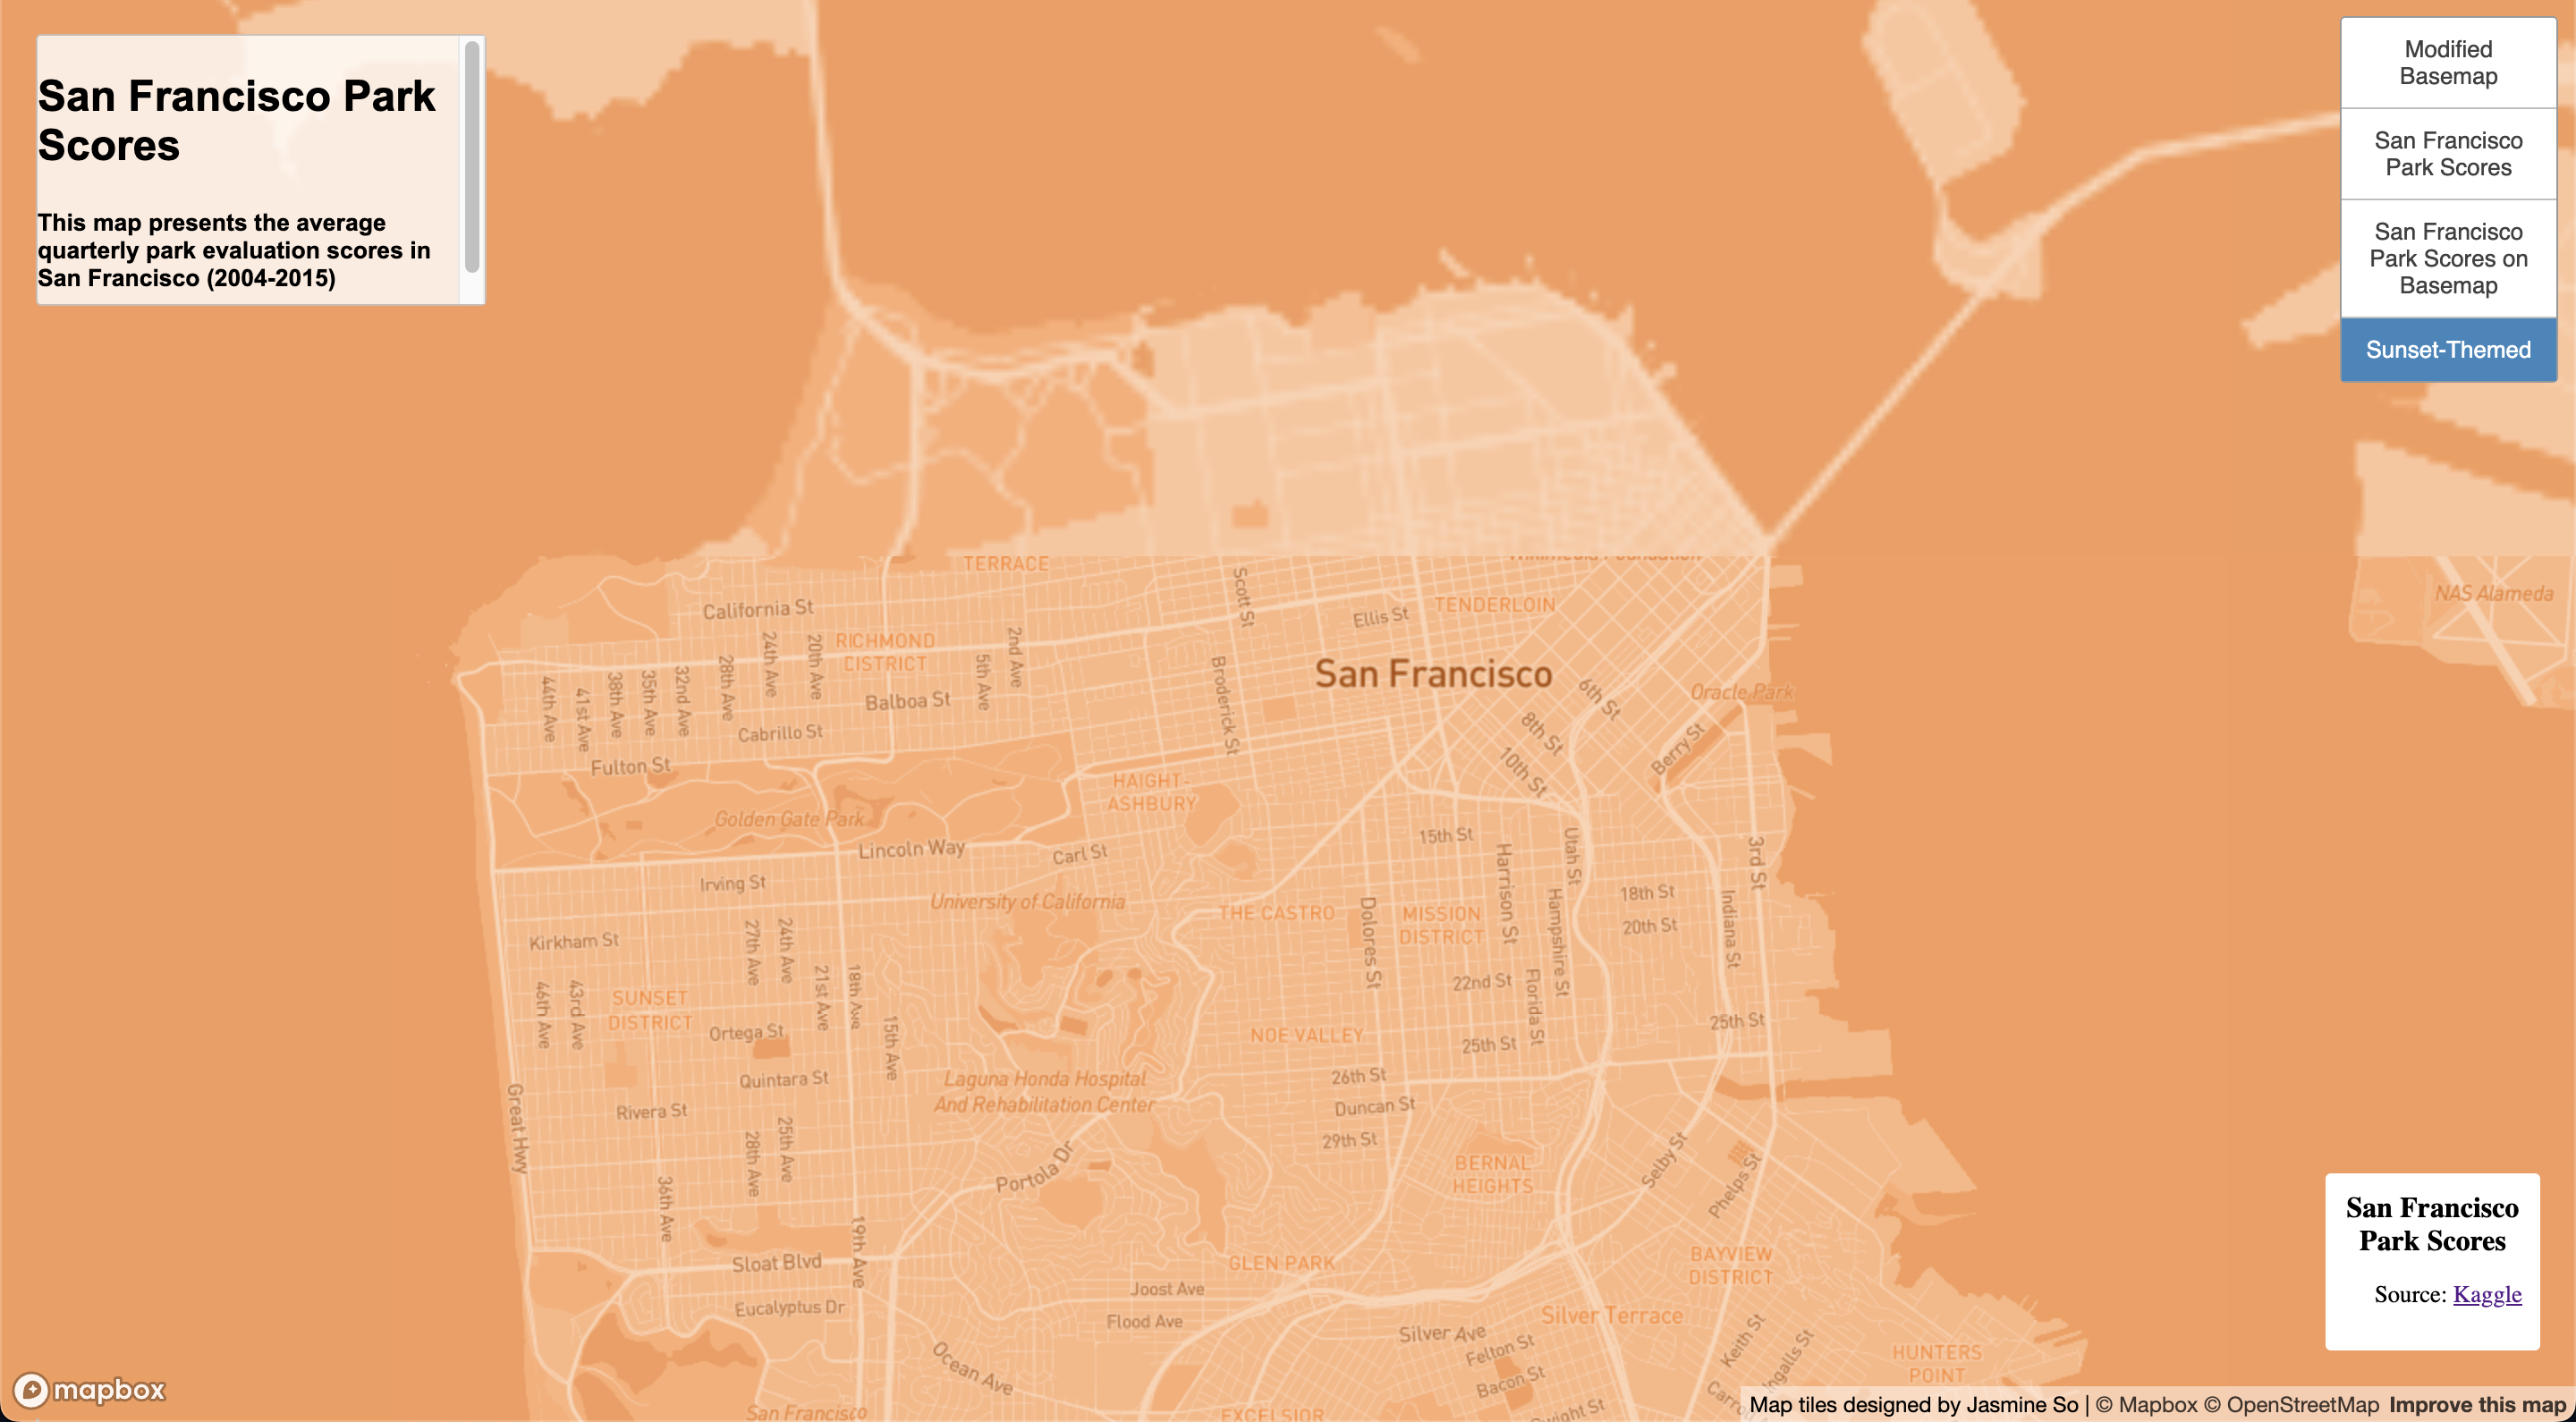 San Francisco Park
Scores
This map presents the average
quarterly park evaluation scores in
San Francisco (2004-2015)
Modified
Basemap
San Francisco
Park Scores
San Francisco
Park Scores on
Basemap
Sunset-Themed
TERRACE
Wikimedia Foundation
California St
Scott St
Ellis St
TENDERLOIN
NAS Alameda
24th Ave
20th Ave
RICHMOND
DISTRICT
2nd Ave
5th Ave
28th Ave
32nd Ave
35th Ave
38th Ave
41st Ave
44th Ave
Balboa St
Broderick St
San Francisco
6th St
Oracle Park
Cabrillo St
8th St
Berry St
Fulton St
10th St
HAIGHT-
ASHBURY
Golden Gate Park
Lincoln Way
Carl St
15th St
Harrison St
Utah St
3rd St
Irving St
University of California
THE CASTRO
Dolores St
MISSION
DISTRICT
Hampshire St
18th St
20th St
Indiana St
Kirkham St
27th Ave
24th Ave
21st Ave
18th Ave
22nd St
Florida St
46th Ave
43rd Ave
SUNSET
DISTRICT
Ortega St
15th Ave
NOE VALLEY
25th St
25th St
Quintara St
Laguna Honda Hospital
And Rehabilitation Center
26th St
Duncan St
Great Hwy
Rivera St
28th Ave
25th Ave
29th St
Portola Dr
BERNAL
HEIGHTS
Selby St
Phelps St
36th Ave
19th Ave
Sloat Blvd
GLEN PARK
BAYVIEW
DISTRICT
San Francisco
Park Scores
Source: Kaggle
Joost Ave
Eucalyptus Dr
Flood Ave
Silver Terrace
Silver Ave
Felton St
Keith St
Ingalls St
HUNTERS
POINT
Ocean Ave
Bacon St
mapbox
San Francisco
EXCELSIOR
Map tiles designed by Jasmine So | © Mapbox © OpenStreetMap Improve this map